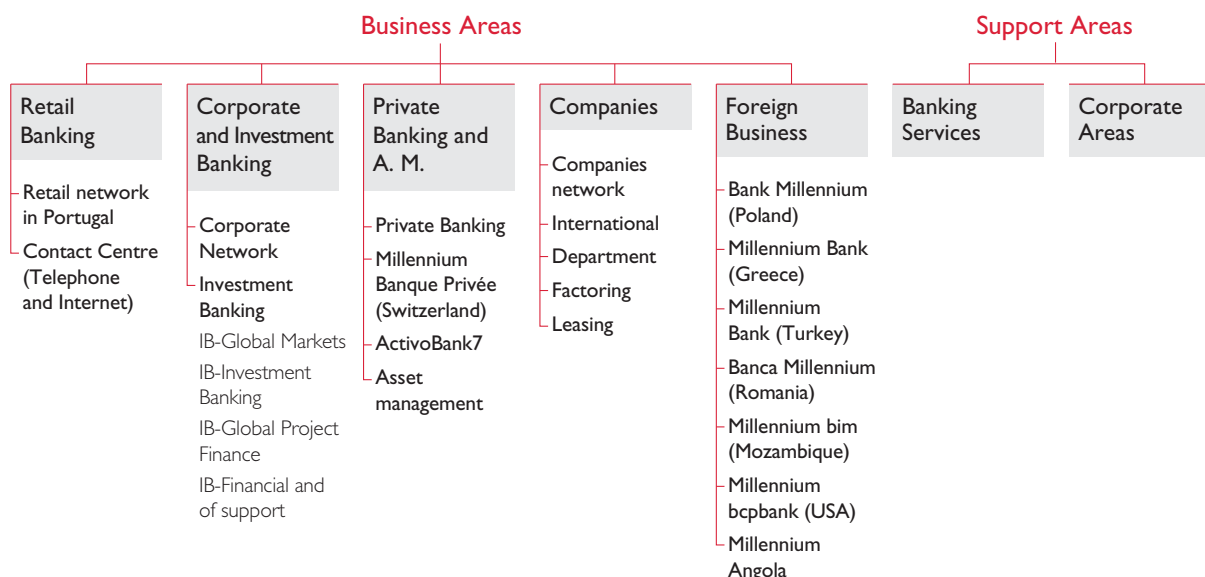 Business Areas
Support Areas
Retail
Banking
Retail network
in Portugal
Contact Centre
(Telephone
and Internet)
Corporate
and Investment
Banking
Corporate
Network
Investment
Banking
IB-Global Markets
IB-Investment
Banking
IB-Global Project
Finance
IB-Financial and
of support
Private
Banking and
A. M.
Private Banking
Millennium
Banque Privée
(Switzerland)
ActivoBank7
Asset
management
Companies
Companies
network
International
Department
Factoring
Leasing
Foreign
Business
Bank Millennium
(Poland)
Millennium Bank
(Greece)
Millennium
Bank (Turkey)
Banca Millennium
(Romania)
Millennium bim
(Mozambique)
Millennium
bcpbank (USA)
Millennium
Angola
Banking
Services
Corporate
Areas